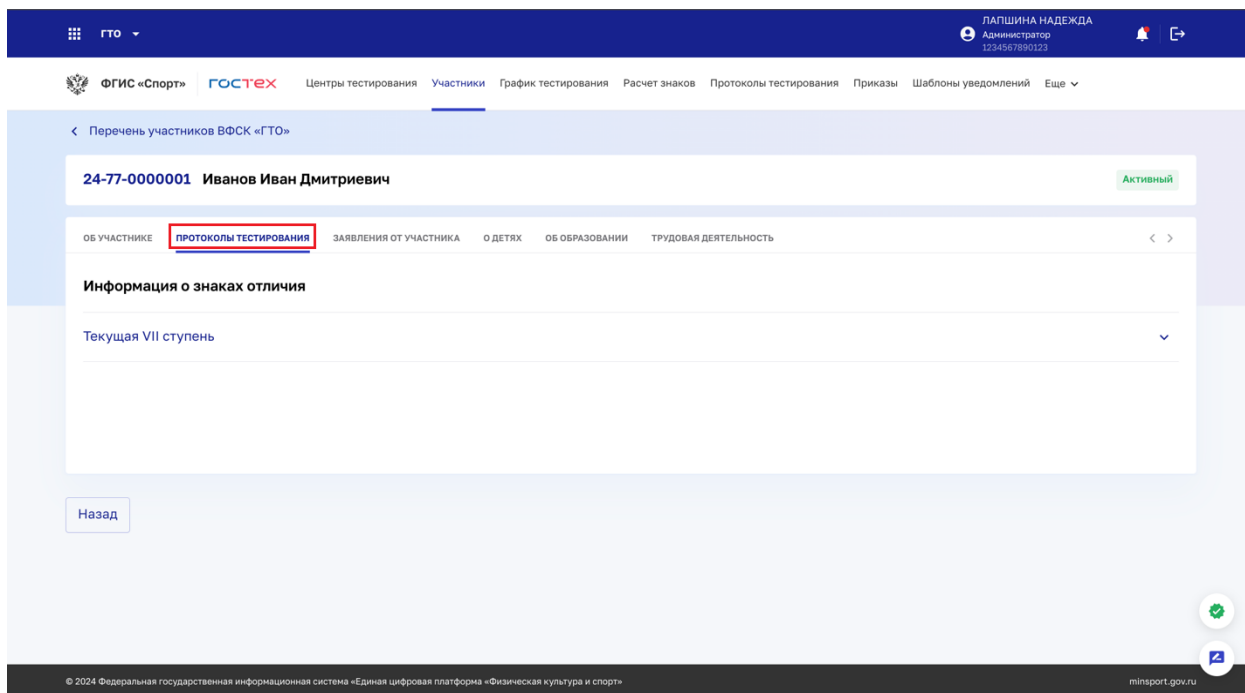 ГТО
ЛАПШИНА НАДЕЖДА
Администратор
1234567890123
ФГИС «Спорт» ГОСТЕХ Центры тестирования Участники График тестирования Расчет знаков Протоколы тестирования Приказы Шаблоны уведомлений Еще
Перечень участников ВФСК «ГТО»
24-77-0000001 Иванов Иван Дмитриевич Активный
ОБ УЧАСТНИКЕ ПРОТОКОЛЫ ТЕСТИРОВАНИЯ ЗАЯВЛЕНИЯ ОТ УЧАСТНИКА О ДЕТЯХ ОБ ОБРАЗОВАНИИ ТРУДОВАЯ ДЕЯТЕЛЬНОСТЬ
Информация о знаках отличия
Текущая VII ступень
Назад
© 2024 Федеральная государственная информационная система «Единая цифровая платформа «Физическая культура и спорт» minsport.gov.ru